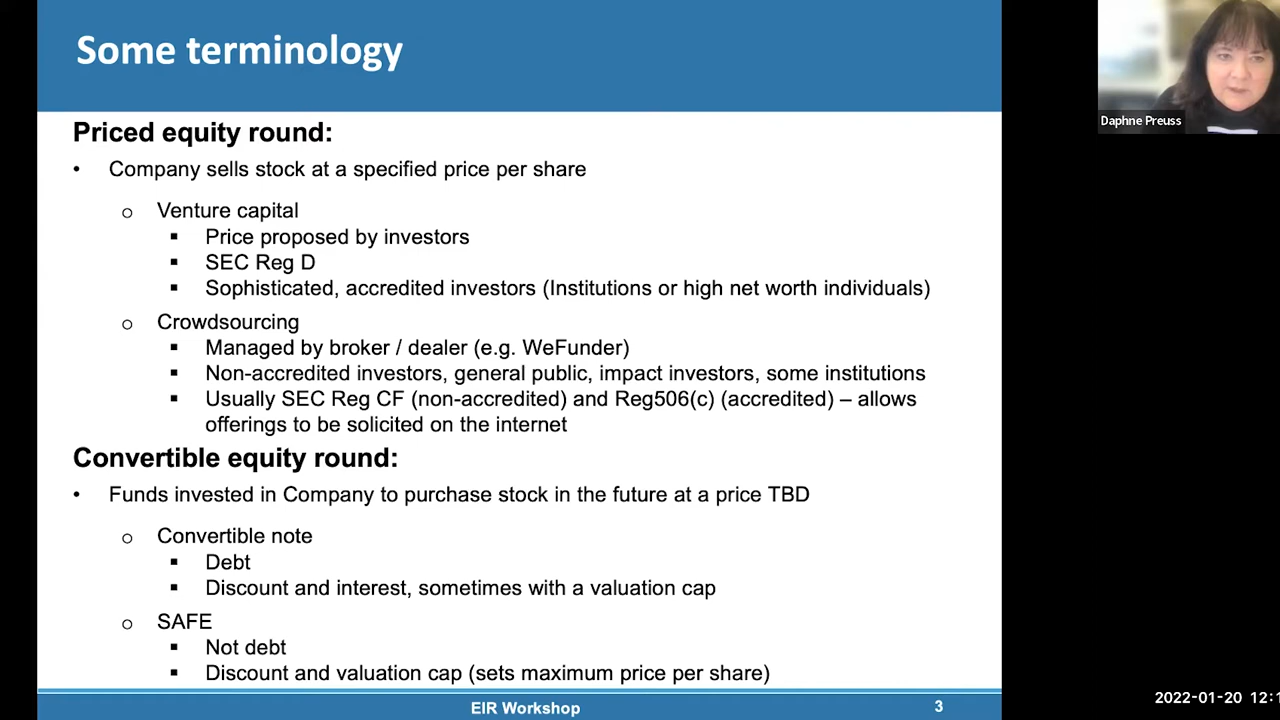 Some terminology
Daphne Preuss
Priced equity round:
• Company sells stock at a specified price per share
o Venture capital
▪ Price proposed by investors
▪ SEC Reg D
▪ Sophisticated, accredited investors (Institutions or high net worth individuals)
o Crowdsourcing
▪ Managed by broker / dealer (e.g. WeFunder)
▪ Non-accredited investors, general public, impact investors, some institutions
▪ Usually SEC Reg CF (non-accredited) and Reg506(c) (accredited) – allows
offerings to be solicited on the internet
Convertible equity round:
• Funds invested in Company to purchase stock in the future at a price TBD
o Convertible note
▪ Debt
▪ Discount and interest, sometimes with a valuation cap
o SAFE
▪ Not debt
▪ Discount and valuation cap (sets maximum price per share)
EIR Workshop
3
2022-01-20 12:1